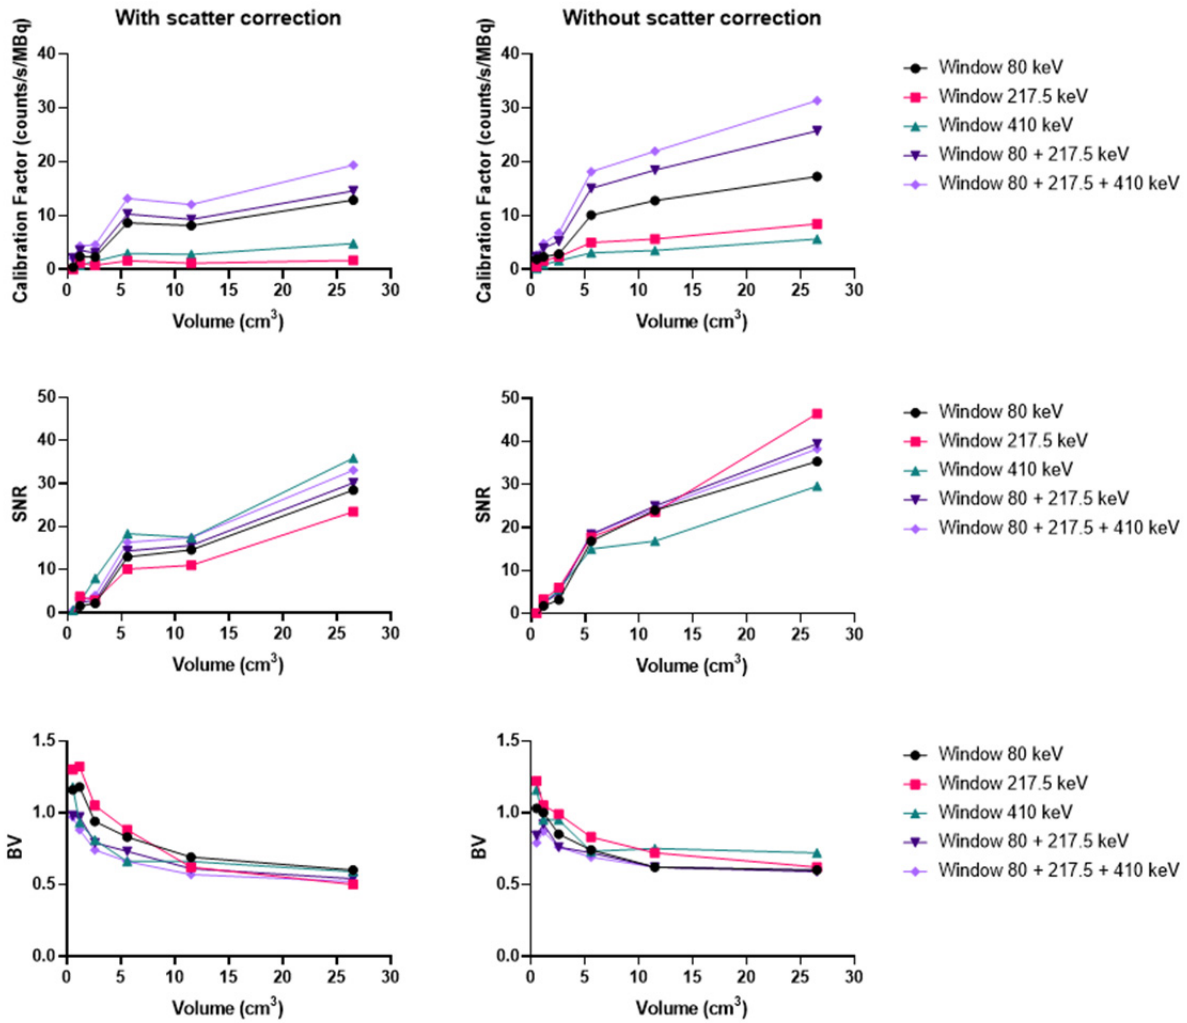 With scatter correction
Without scatter correction
Calibration Factor (counts/s/MBq)
40
30
20
10
0
0 5 10 15 20 25 30
Volume (cm³)
Calibration Factor (counts/s/MBq)
40
30
20
10
0
0 5 10 15 20 25 30
Volume (cm³)
Window 80 keV
Window 217.5 keV
Window 410 keV
Window 80 + 217.5 keV
Window 80 + 217.5 + 410 keV
SNR
50
40
30
20
10
0
0 5 10 15 20 25 30
Volume (cm³)
SNR
50
40
30
20
10
0
0 5 10 15 20 25 30
Volume (cm³)
Window 80 keV
Window 217.5 keV
Window 410 keV
Window 80 + 217.5 keV
Window 80 + 217.5 + 410 keV
BV
1.5
1.0
0.5
0.0
0 5 10 15 20 25 30
Volume (cm³)
BV
1.5
1.0
0.5
0.0
0 5 10 15 20 25 30
Volume (cm³)
Window 80 keV
Window 217.5 keV
Window 410 keV
Window 80 + 217.5 keV
Window 80 + 217.5 + 410 keV